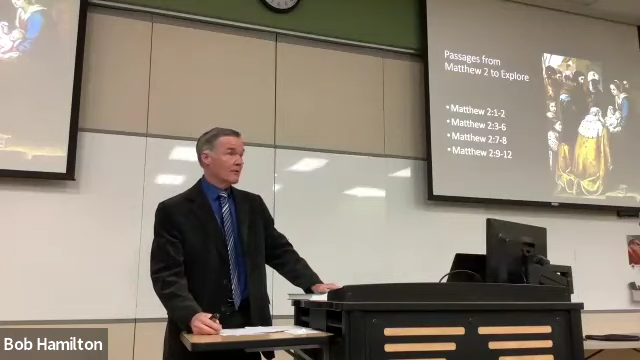 Passages from
Matthew 2 to Explore
• Matthew 2:1-2
• Matthew 2:3-6
• Matthew 2:7-8
• Matthew 2:9-12
Bob Hamilton